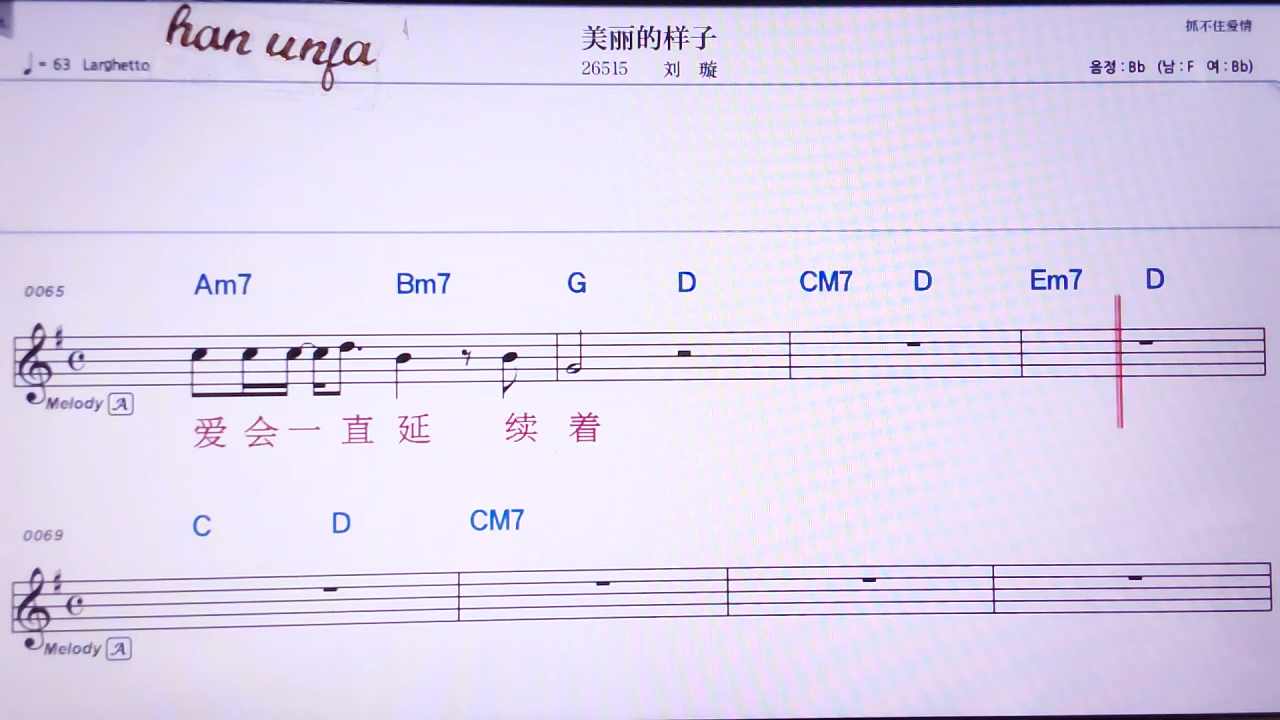 han unfa
美丽的样子
抓不住爱情
♩= 63 Larghetto
26515 刘 璇
음정 : Bb (남 : F 여 : Bb)
Am7 Bm7 G D CM7 D Em7 D
0065
Melody A
爱 会 一 直 延 续 着
C D CM7
0069
Melody A